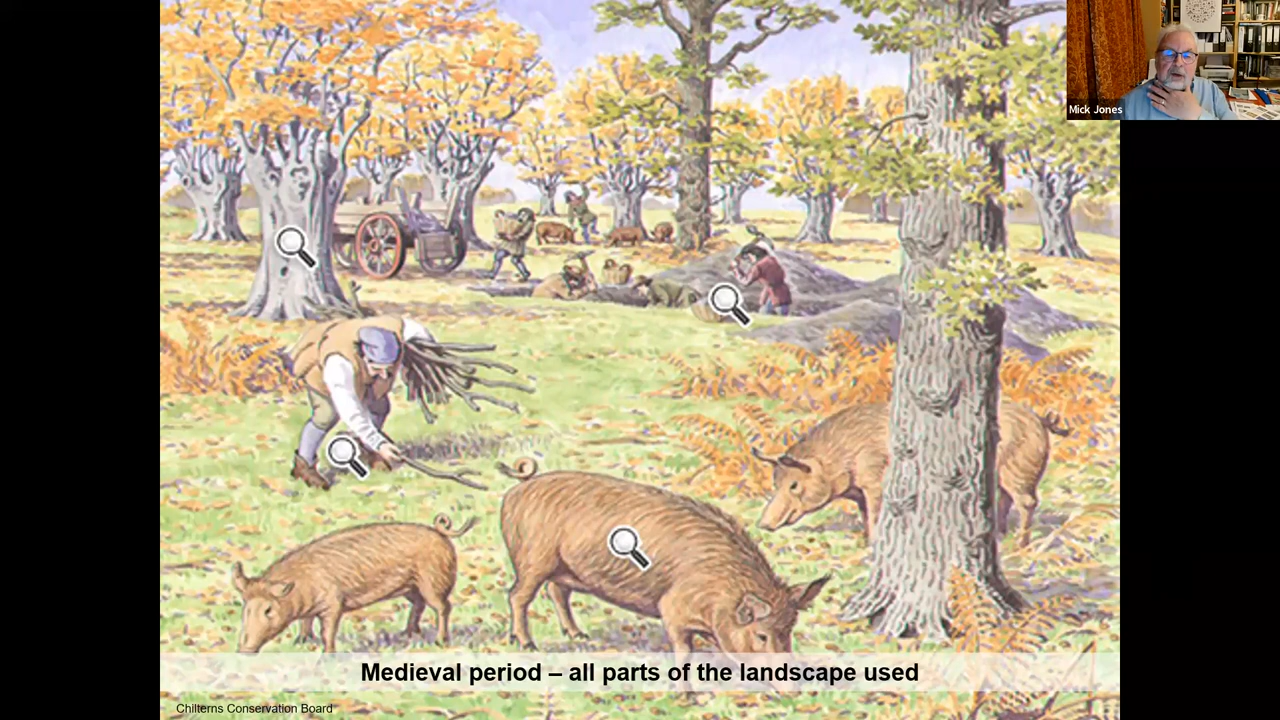 Mick Jones
Medieval period – all parts of the landscape used
Chilterns Conservation Board